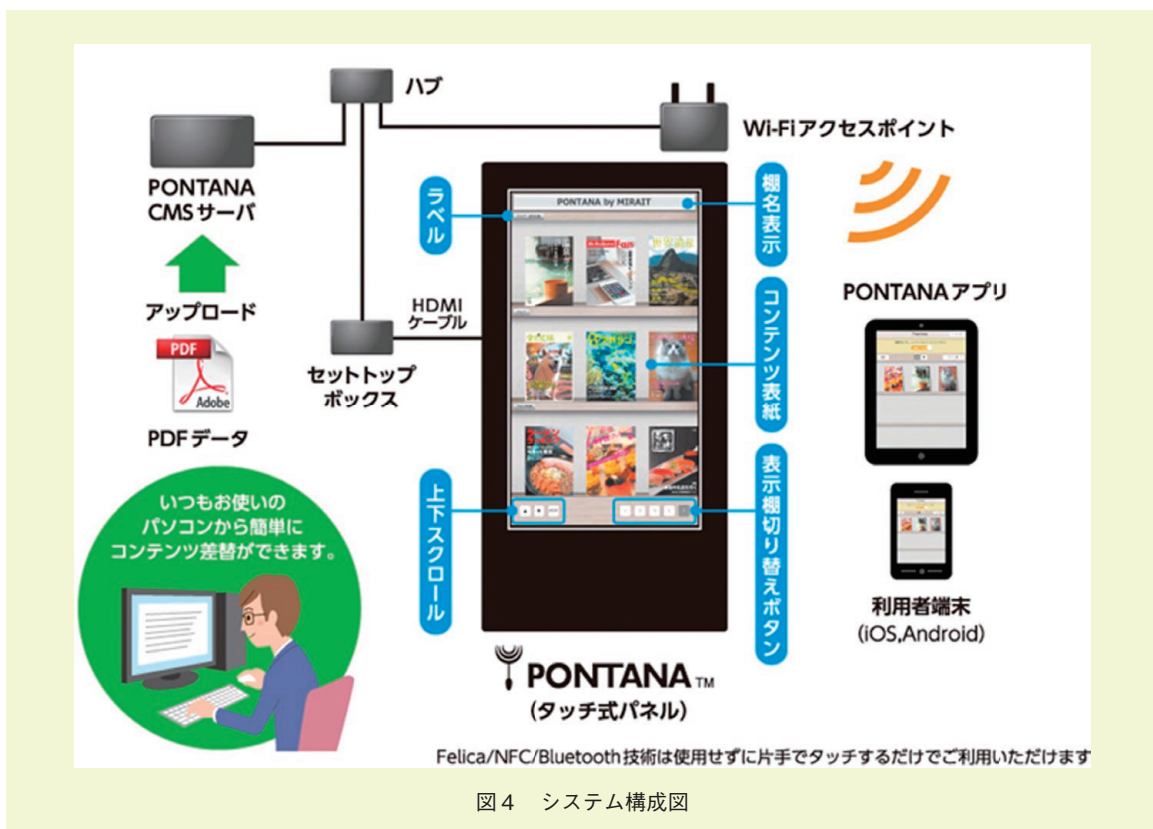 ハブ
Wi-Fiアクセスポイント
PONTANA
CMSサーバ
アップロード
PDF
Adobe
PDFデータ
HDMI
ケーブル
セットトップ
ボックス
ラベル
棚名表示
PONTANA by MIRAIT
コンテンツ表紙
上下スクロール
表示棚切り替えボタン
PONTANAアプリ
利用者端末
(iOS,Android)
いつもお使いの
パソコンから簡単に
コンテンツ差替ができます。
PONTANA TM
(タッチ式パネル)
Felica/NFC/Bluetooth技術は使用せずに片手でタッチするだけでご利用いただけます
図4 システム構成図